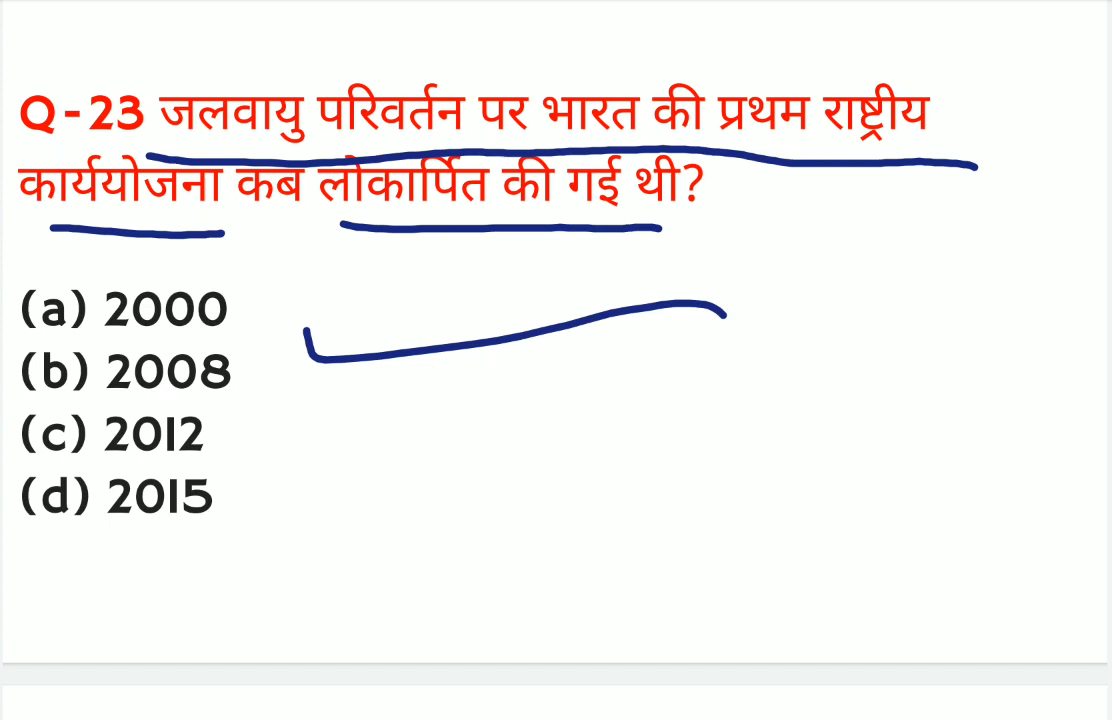 Q-23 जलवायु परिवर्तन पर भारत की प्रथम राष्ट्रीय
कार्ययोजना कब लोकार्पित की गई थी?
(a) 2000
(b) 2008
(c) 2012
(d) 2015